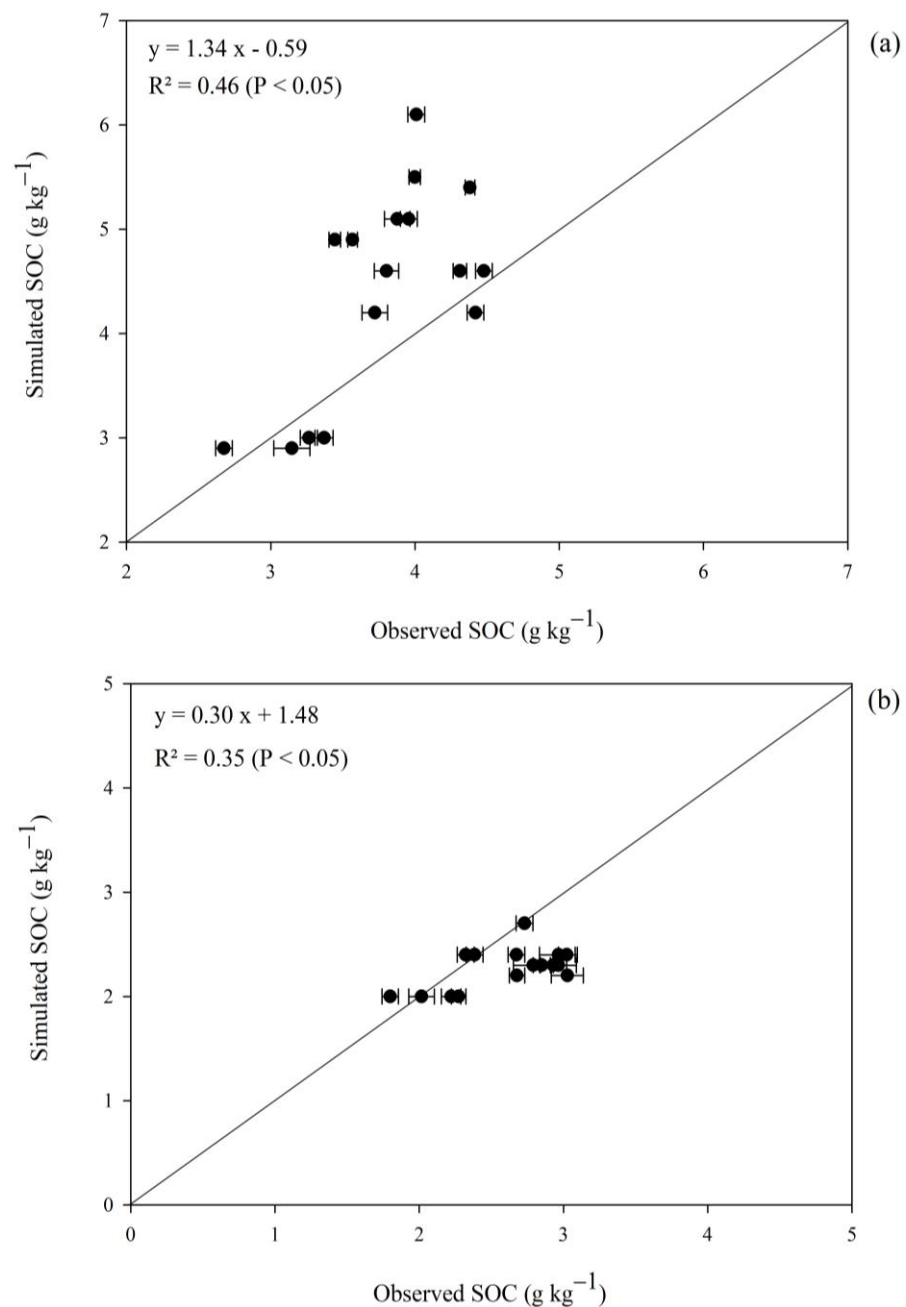 (a)
y = 1.34 x - 0.59
R² = 0.46 (P < 0.05)
7
6
5
4
3
2
Simulated SOC (g kg⁻¹)
2 3 4 5 6 7
Observed SOC (g kg⁻¹)
(b)
y = 0.30 x + 1.48
R² = 0.35 (P < 0.05)
5
4
3
2
1
0
Simulated SOC (g kg⁻¹)
0 1 2 3 4 5
Observed SOC (g kg⁻¹)